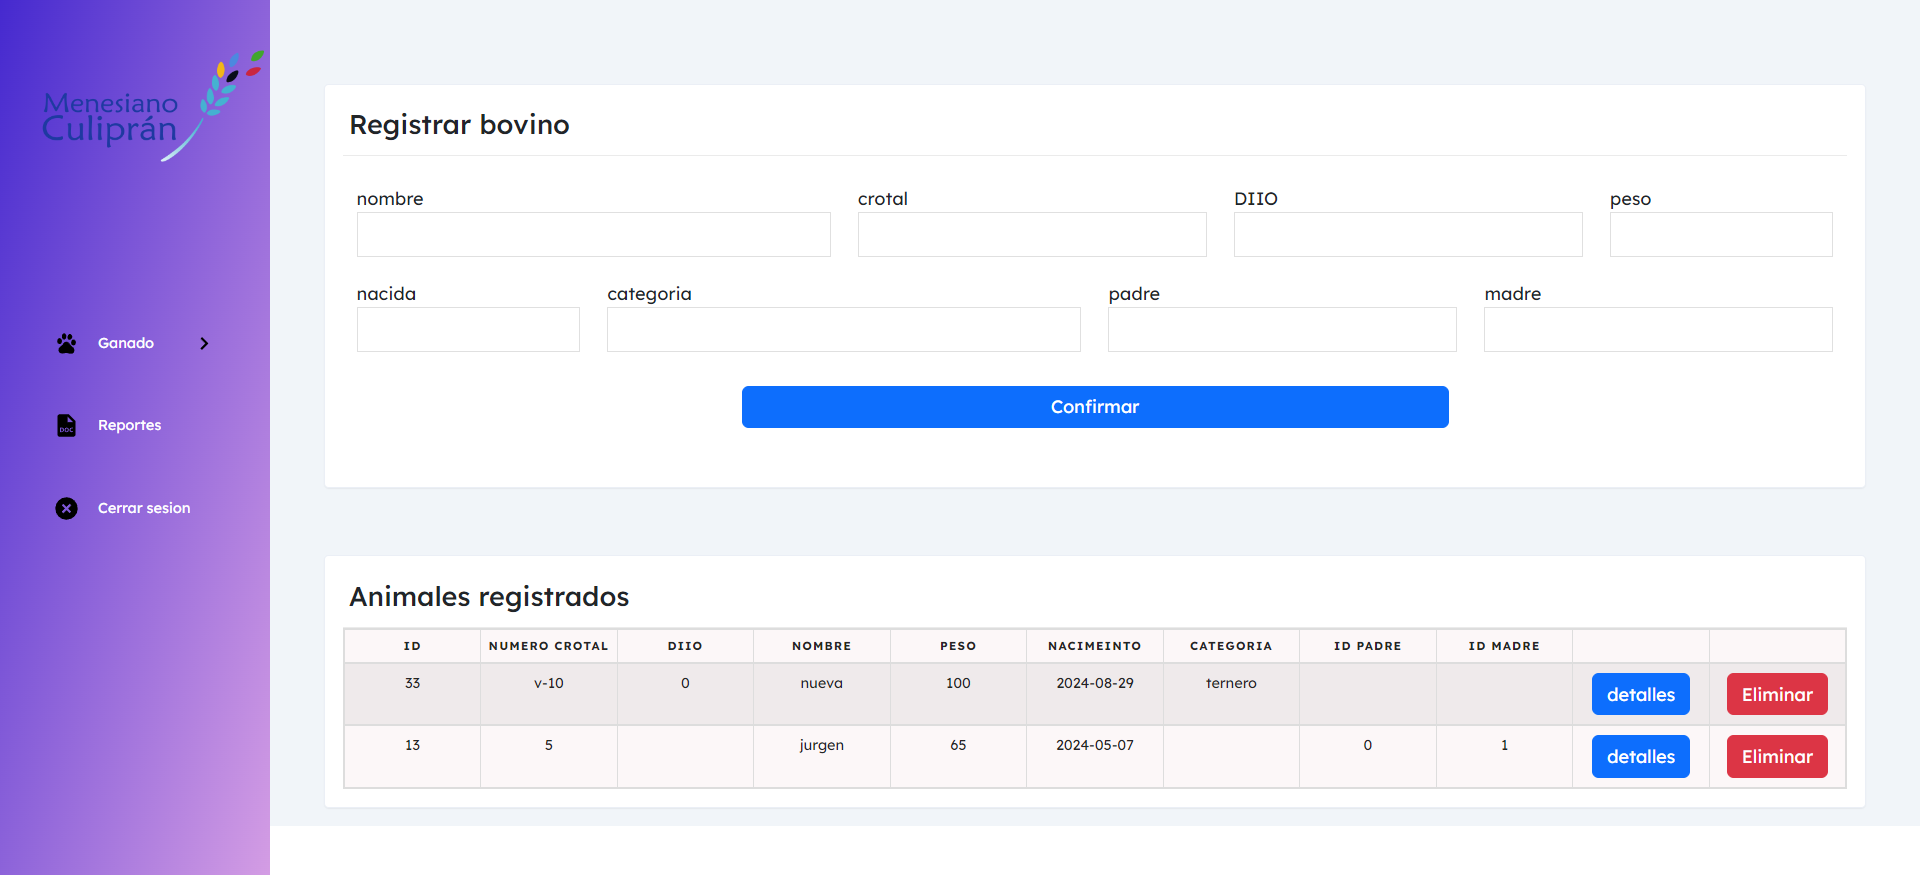 Menesiano
Culiprán
Ganado
Reportes
DOC
Cerrar sesion
Registrar bovino
nombre crotal DIIO peso
nacida categoria padre madre
Confirmar
Animales registrados
ID NUMERO CROTAL DIIO NOMBRE PESO NACIMEINTO CATEGORIA ID PADRE ID MADRE
33 v-10 0 nueva 100 2024-08-29 ternero detalles Eliminar
13 5 jurgen 65 2024-05-07 0 1 detalles Eliminar